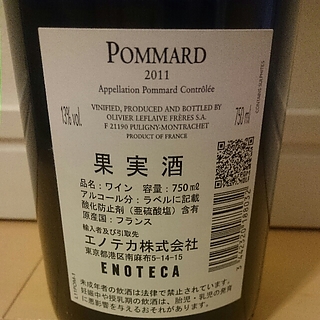 POMMARD
2011
Appellation Pommard Contrôlée
13% vol.
VINIFIED, PRODUCED AND BOTTLED BY
OLIVIER LEFLAIVE FRÈRES S.A.
F 21190 PULIGNY-MONTRACHET
PRODUCT OF FRANCE
750 ml
CONTAINS SULPHITES
果実酒
品名：ワイン 容量：750mℓ
アルコール分：ラベルに記載
酸化防止剤（亜硫酸塩）含有
原産国：フランス
輸入者及び引取先
エノテカ株式会社
東京都港区南麻布5-14-15
ENOTECA
未成年者の飲酒は法律で禁止されています。
妊娠中や授乳期の飲酒は、胎児・乳児の発育
に悪影響を与えるおそれがあります。